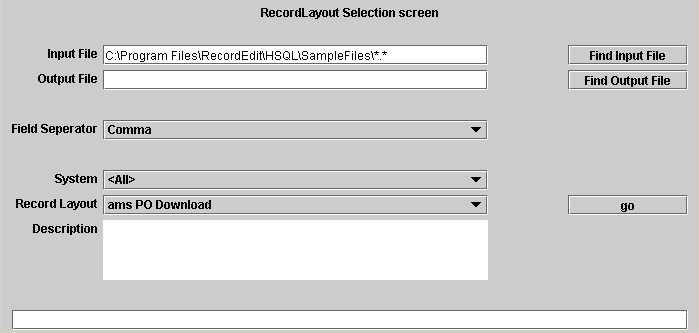 RecordLayout Selection screen
Input File C:\Program Files\RecordEdit\HSQL\SampleFiles\*.* Find Input File
Output File Find Output File
Field Seperator Comma
System <All>
Record Layout ams PO Download go
Description